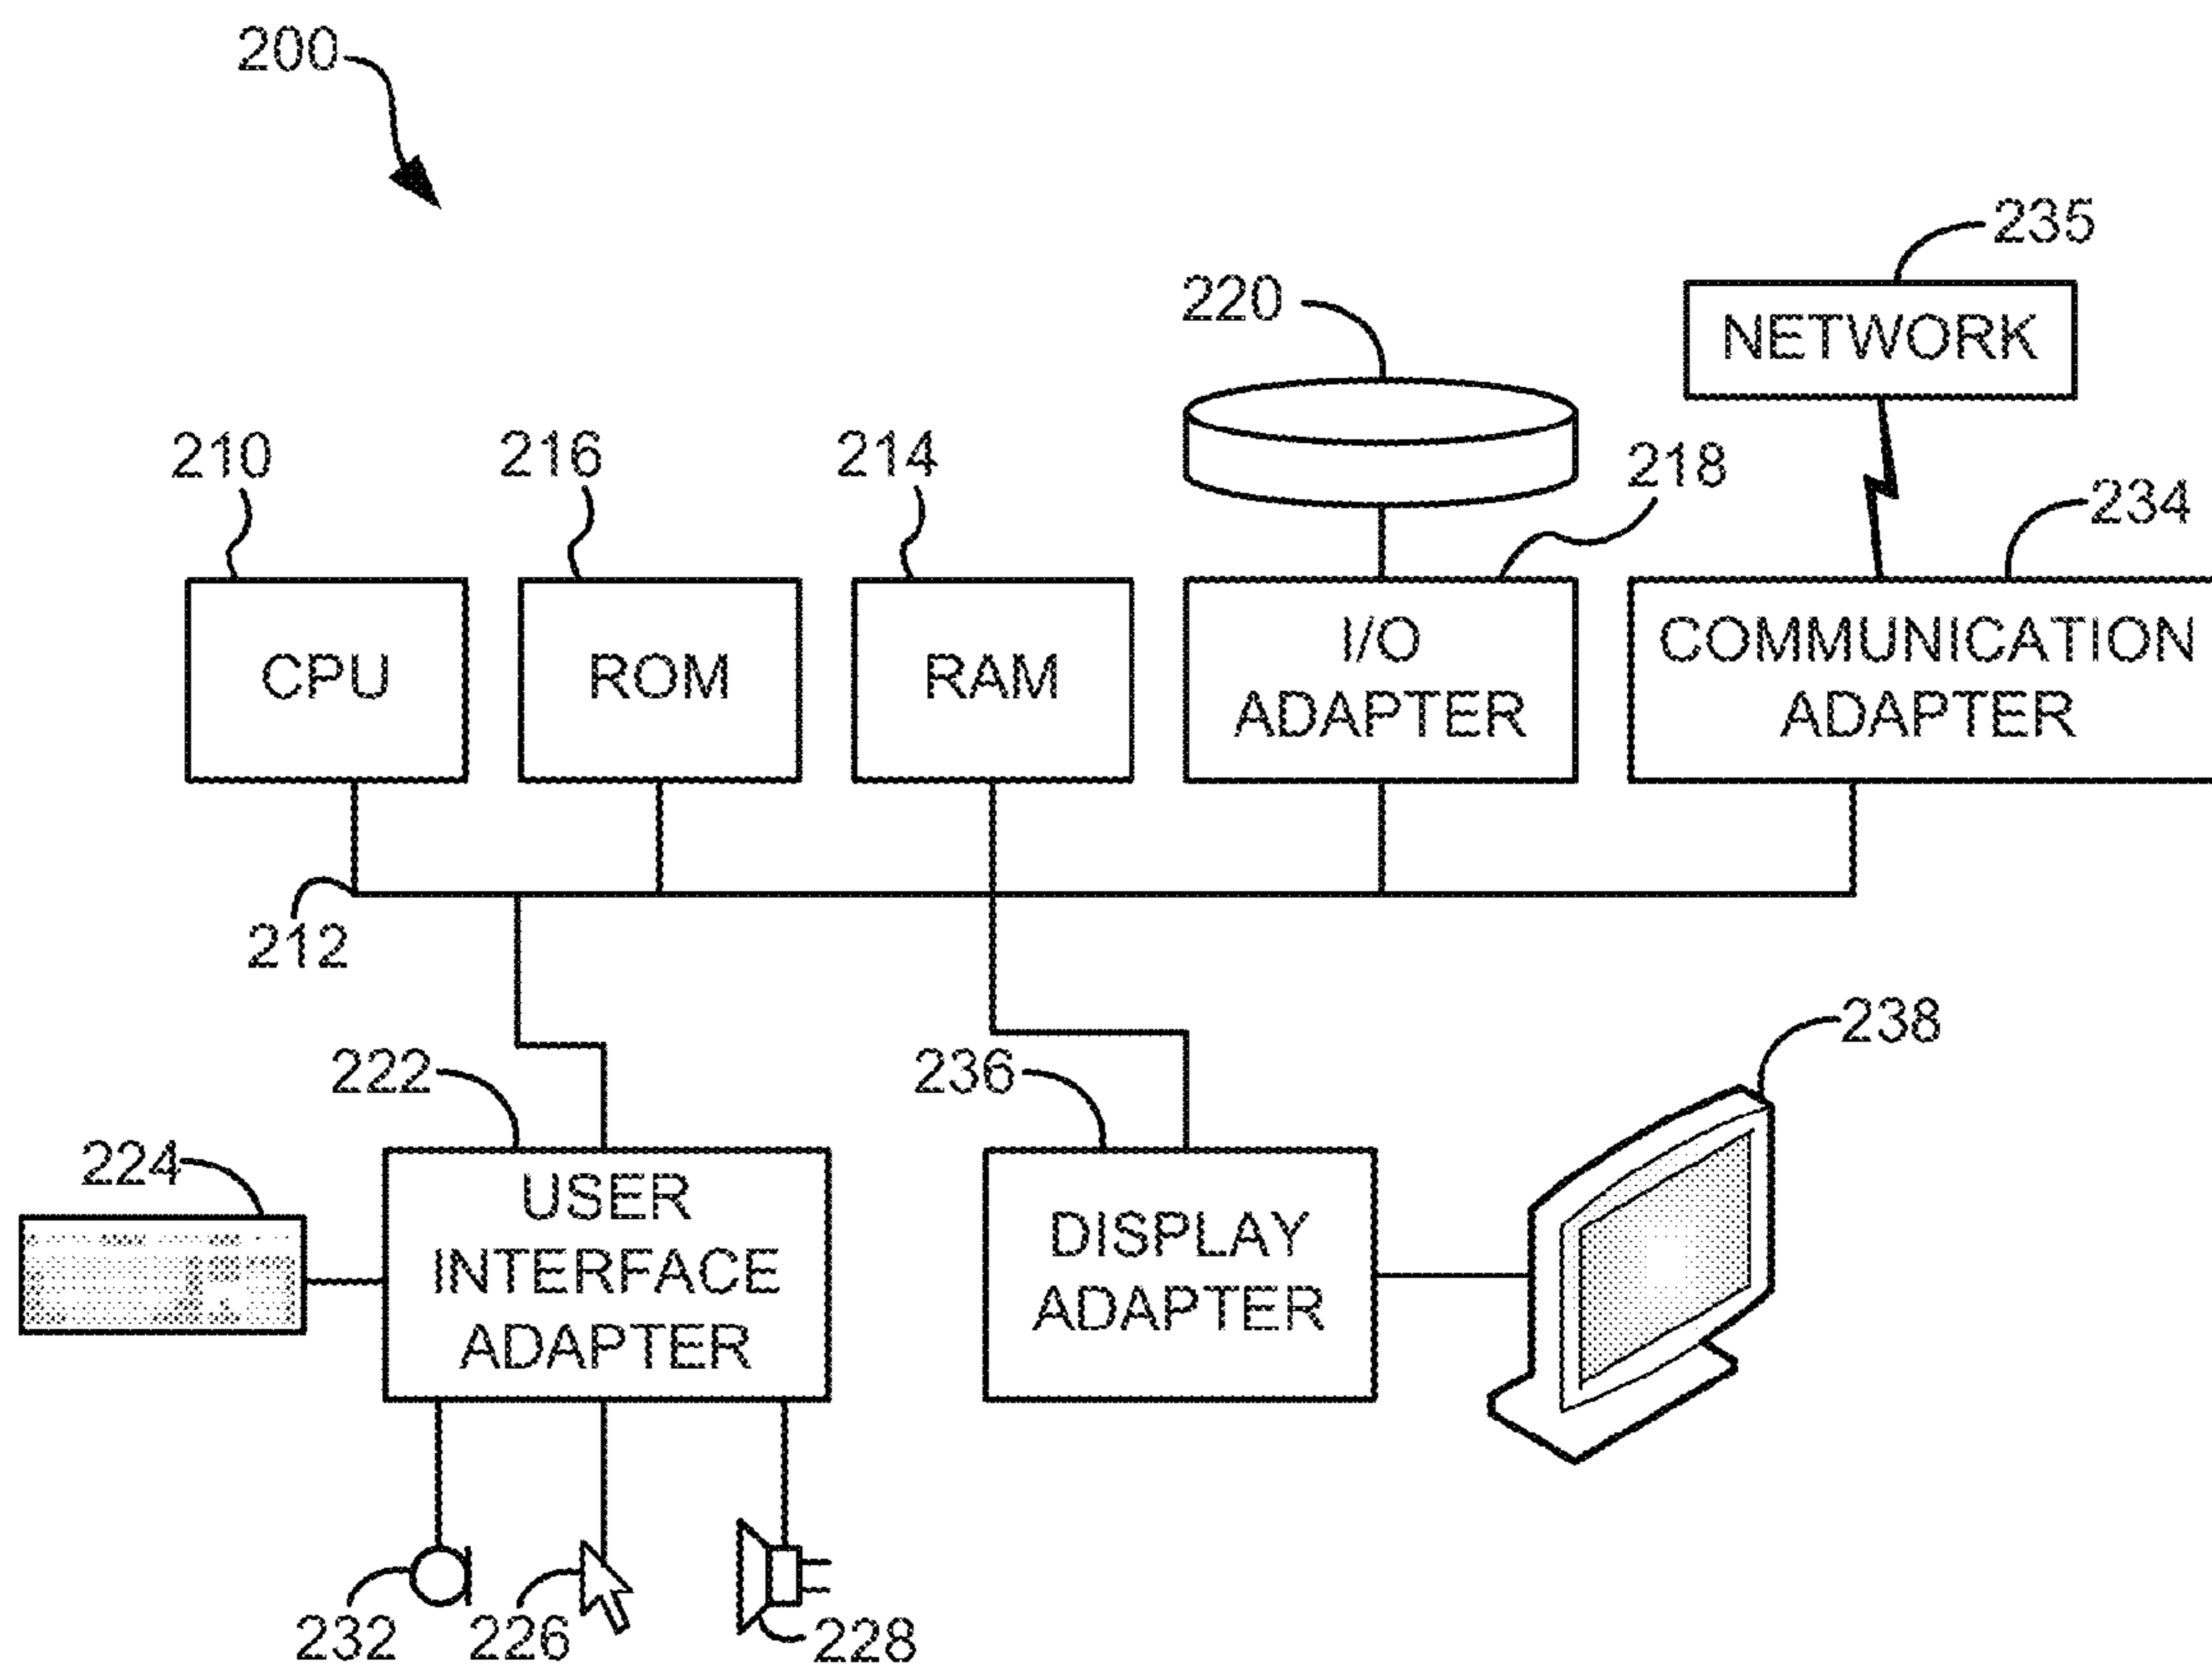 200
235
220
NETWORK
210
216
214
218
234
CPU
ROM
RAM
I/O
ADAPTER
COMMUNICATION
ADAPTER
212
238
222
236
224
USER
INTERFACE
ADAPTER
DISPLAY
ADAPTER
232
226
228